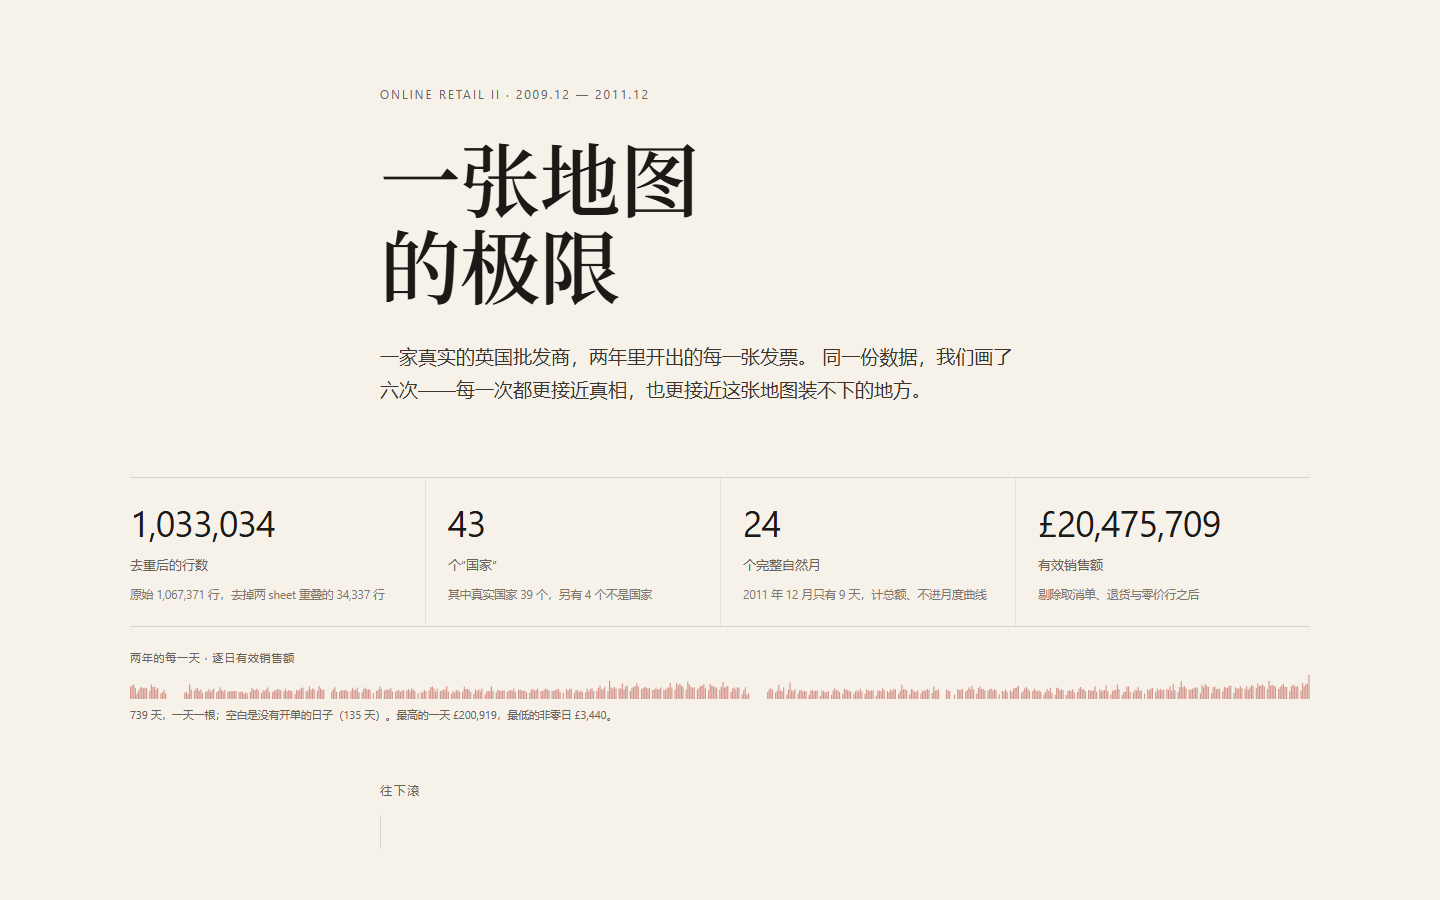 ONLINE RETAIL II · 2009.12 — 2011.12
一张地图
的极限
一家真实的英国批发商，两年里开出的每一张发票。 同一份数据，我们画了
六次——每一次都更接近真相，也更接近这张地图装不下的地方。
1,033,034
去重后的行数
原始 1,067,371 行，去掉两 sheet 重叠的 34,337 行
43
个“国家”
其中真实国家 39 个，另有 4 个不是国家
24
个完整自然月
2011 年 12 月只有 9 天，计总额、不进月度曲线
£20,475,709
有效销售额
剔除取消单、退货与零价行之后
两年的每一天 · 逐日有效销售额
739 天，一天一根；空白是没有开单的日子（135 天）。最高的一天 £200,919，最低的非零日 £3,440。
往下滚